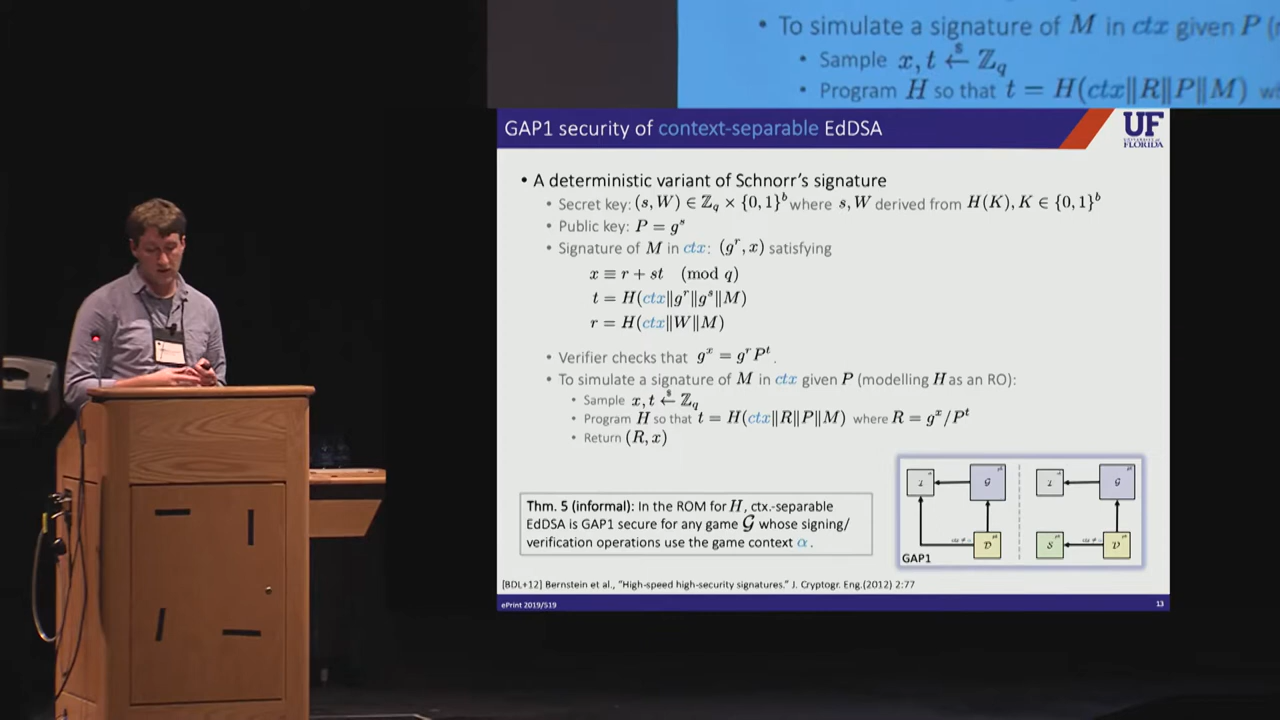 • To simulate a signature of M in ctx given P (
• Sample x, t ←$ ℤq
• Program H so that t = H(ctx‖R‖P‖M)
GAP1 security of context-separable EdDSA
UF
UNIVERSITY of
FLORIDA
• A deterministic variant of Schnorr's signature
• Secret key: (s, W) ∈ ℤq × {0, 1}^b where s, W derived from H(K), K ∈ {0, 1}^b
• Public key: P = g^s
• Signature of M in ctx: (g^r, x) satisfying
x ≡ r + st (mod q)
t = H(ctx‖g^r‖g^s‖M)
r = H(ctx‖W‖M)
• Verifier checks that g^x = g^r P^t.
• To simulate a signature of M in ctx given P (modelling H as an RO):
• Sample x, t ←$ ℤq
• Program H so that t = H(ctx‖R‖P‖M) where R = g^x/P^t
• Return (R, x)
Thm. 5 (informal): In the ROM for H, ctx.-separable
EdDSA is GAP1 secure for any game G whose signing/
verification operations use the game context α.
I G I G
D S D
GAP1
[BDL+12] Bernstein et al., "High-speed high-security signatures." J. Cryptogr. Eng.(2012) 2:77
ePrint 2019/519
13